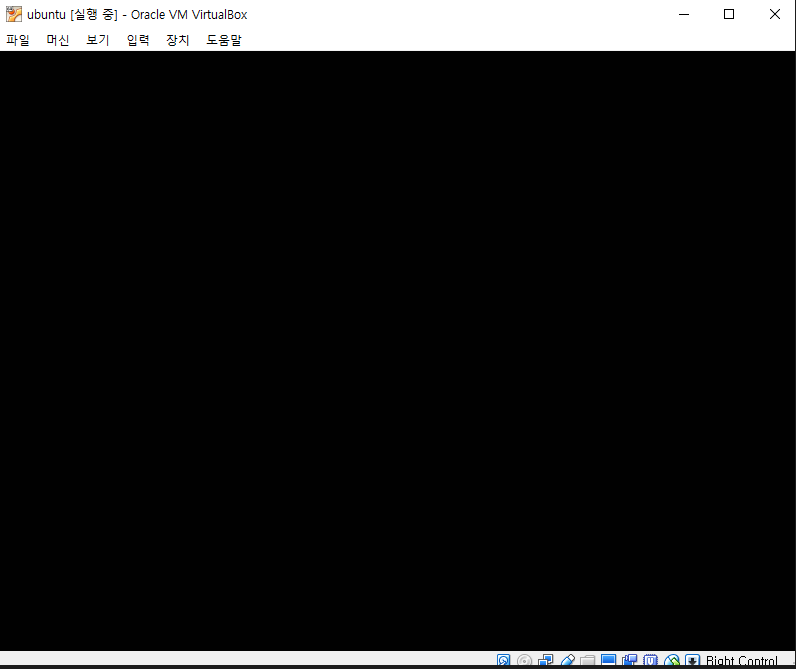 ubuntu [실행 중] - Oracle VM VirtualBox
파일 머신 보기 입력 장치 도움말
Right Control